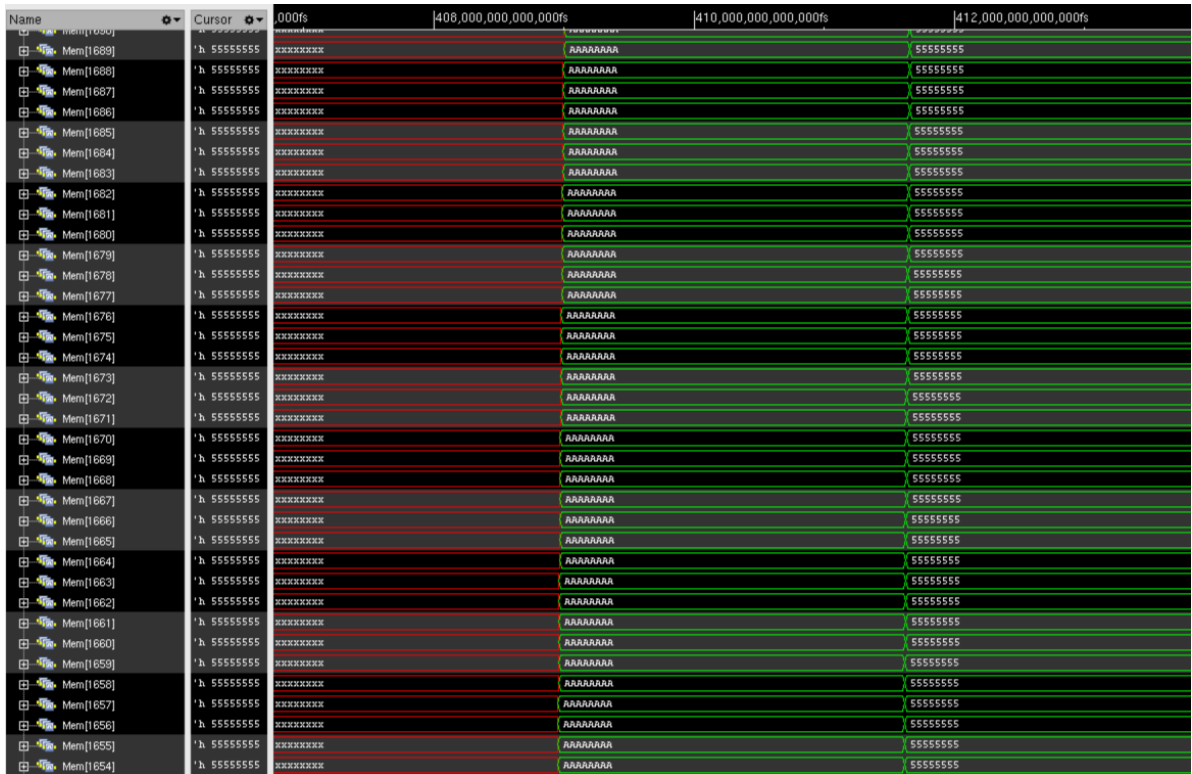 Name Cursor ,000fs 408,000,000,000,000fs 410,000,000,000,000fs 412,000,000,000,000fs
Mem[1689] 'h 55555555 xxxxxxxx AAAAAAAA 55555555
Mem[1688] 'h 55555555 xxxxxxxx AAAAAAAA 55555555
Mem[1687] 'h 55555555 xxxxxxxx AAAAAAAA 55555555
Mem[1686] 'h 55555555 xxxxxxxx AAAAAAAA 55555555
Mem[1685] 'h 55555555 xxxxxxxx AAAAAAAA 55555555
Mem[1684] 'h 55555555 xxxxxxxx AAAAAAAA 55555555
Mem[1683] 'h 55555555 xxxxxxxx AAAAAAAA 55555555
Mem[1682] 'h 55555555 xxxxxxxx AAAAAAAA 55555555
Mem[1681] 'h 55555555 xxxxxxxx AAAAAAAA 55555555
Mem[1680] 'h 55555555 xxxxxxxx AAAAAAAA 55555555
Mem[1679] 'h 55555555 xxxxxxxx AAAAAAAA 55555555
Mem[1678] 'h 55555555 xxxxxxxx AAAAAAAA 55555555
Mem[1677] 'h 55555555 xxxxxxxx AAAAAAAA 55555555
Mem[1676] 'h 55555555 xxxxxxxx AAAAAAAA 55555555
Mem[1675] 'h 55555555 xxxxxxxx AAAAAAAA 55555555
Mem[1674] 'h 55555555 xxxxxxxx AAAAAAAA 55555555
Mem[1673] 'h 55555555 xxxxxxxx AAAAAAAA 55555555
Mem[1672] 'h 55555555 xxxxxxxx AAAAAAAA 55555555
Mem[1671] 'h 55555555 xxxxxxxx AAAAAAAA 55555555
Mem[1670] 'h 55555555 xxxxxxxx AAAAAAAA 55555555
Mem[1669] 'h 55555555 xxxxxxxx AAAAAAAA 55555555
Mem[1668] 'h 55555555 xxxxxxxx AAAAAAAA 55555555
Mem[1667] 'h 55555555 xxxxxxxx AAAAAAAA 55555555
Mem[1666] 'h 55555555 xxxxxxxx AAAAAAAA 55555555
Mem[1665] 'h 55555555 xxxxxxxx AAAAAAAA 55555555
Mem[1664] 'h 55555555 xxxxxxxx AAAAAAAA 55555555
Mem[1663] 'h 55555555 xxxxxxxx AAAAAAAA 55555555
Mem[1662] 'h 55555555 xxxxxxxx AAAAAAAA 55555555
Mem[1661] 'h 55555555 xxxxxxxx AAAAAAAA 55555555
Mem[1660] 'h 55555555 xxxxxxxx AAAAAAAA 55555555
Mem[1659] 'h 55555555 xxxxxxxx AAAAAAAA 55555555
Mem[1658] 'h 55555555 xxxxxxxx AAAAAAAA 55555555
Mem[1657] 'h 55555555 xxxxxxxx AAAAAAAA 55555555
Mem[1656] 'h 55555555 xxxxxxxx AAAAAAAA 55555555
Mem[1655] 'h 55555555 xxxxxxxx AAAAAAAA 55555555
Mem[1654] 'h 55555555 xxxxxxxx AAAAAAAA 55555555